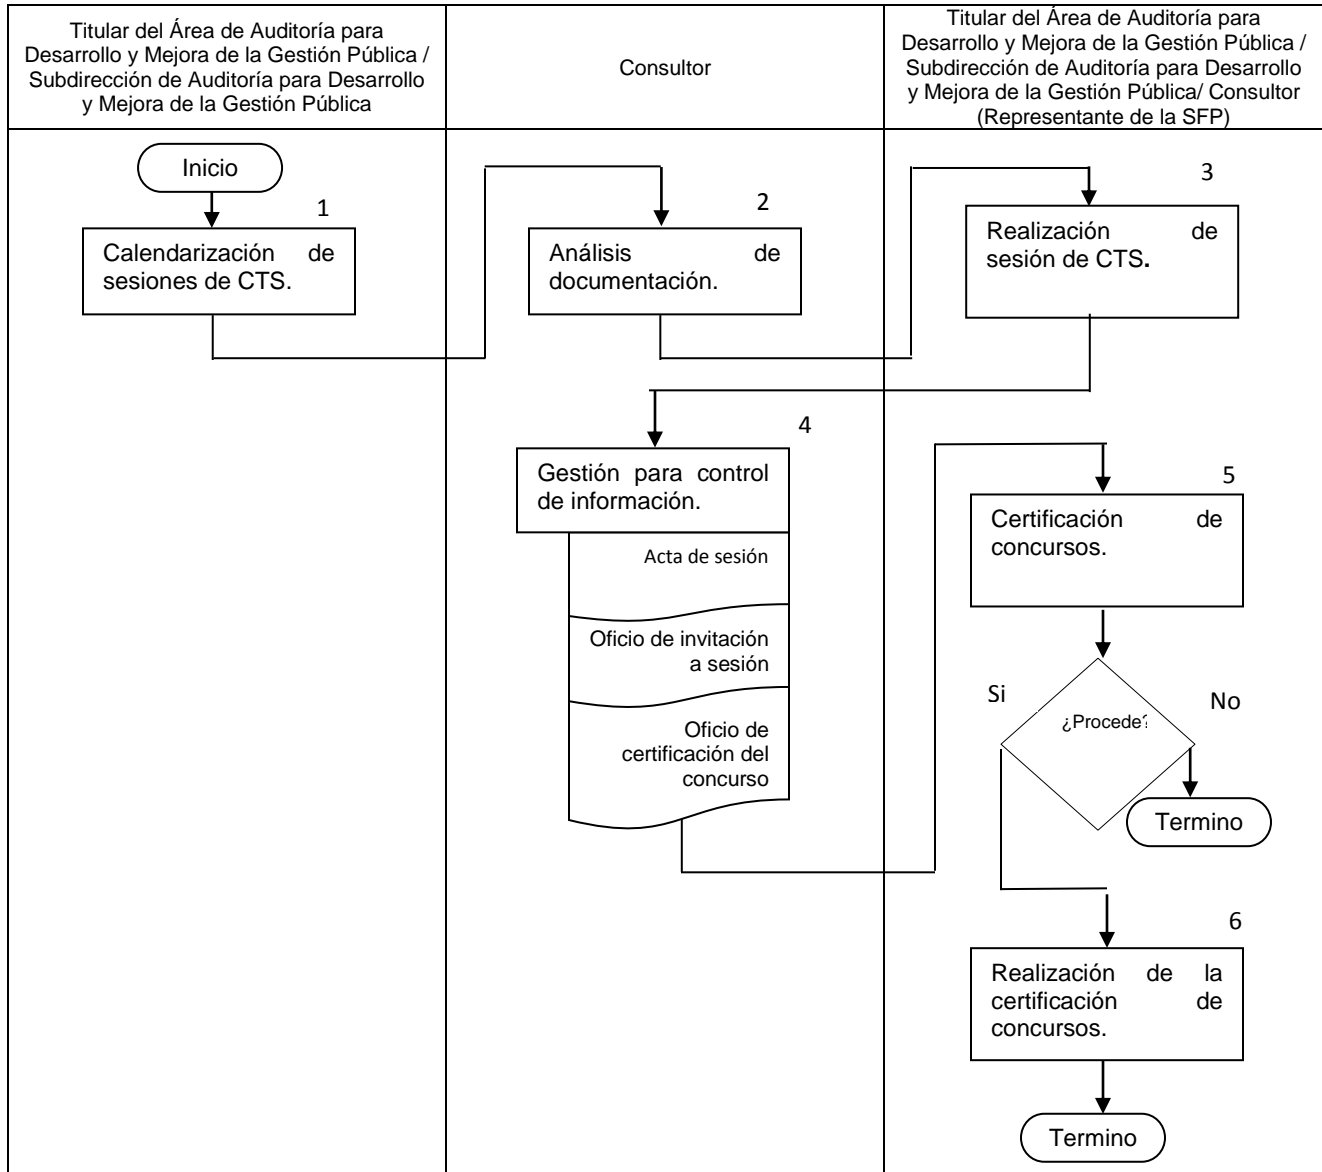 Titular del Área de Auditoría para
Desarrollo y Mejora de la Gestión Pública /
Subdirección de Auditoría para Desarrollo
y Mejora de la Gestión Pública
Consultor
Titular del Área de Auditoría para
Desarrollo y Mejora de la Gestión Pública /
Subdirección de Auditoría para Desarrollo
y Mejora de la Gestión Pública/ Consultor
(Representante de la SFP)
Inicio
1
Calendarización de
sesiones de CTS.
2
Análisis de
documentación.
3
Realización de
sesión de CTS.
4
Gestión para control
de información.
Acta de sesión
Oficio de invitación
a sesión
Oficio de
certificación del
concurso
5
Certificación de
concursos.
¿Procede?
Si
No
Termino
6
Realización de la
certificación de
concursos.
Termino